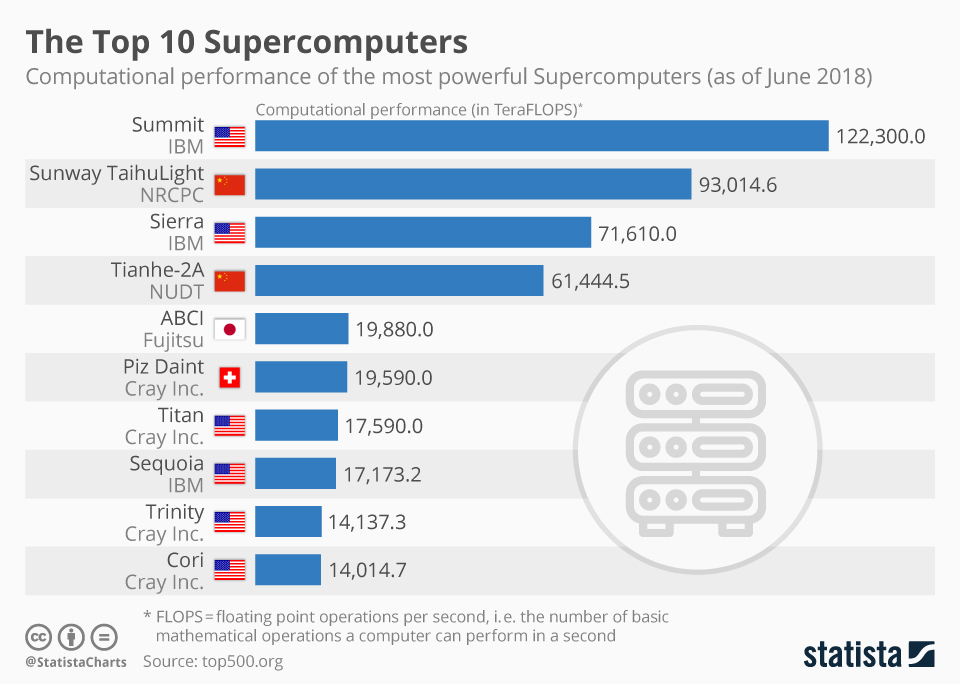 The Top 10 Supercomputers
Computational performance of the most powerful Supercomputers (as of June 2018)
Computational performance (in TeraFLOPS)*
Summit
IBM
122,300.0
Sunway TaihuLight
NRCPC
93,014.6
Sierra
IBM
71,610.0
Tianhe-2A
NUDT
61,444.5
ABCI
Fujitsu
19,880.0
Piz Daint
Cray Inc.
19,590.0
Titan
Cray Inc.
17,590.0
Sequoia
IBM
17,173.2
Trinity
Cray Inc.
14,137.3
Cori
Cray Inc.
14,014.7
* FLOPS = floating point operations per second, i.e. the number of basic
mathematical operations a computer can perform in a second
cc
@StatistaCharts
Source: top500.org
statista